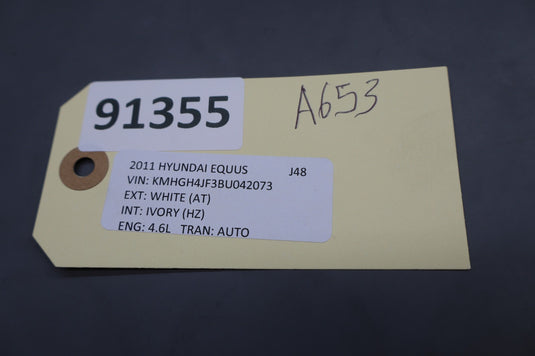 91355
A653
2011 HYUNDAI EQUUS J48
VIN: KMHGH4JF3BU042073
EXT: WHITE (AT)
INT: IVORY (HZ)
ENG: 4.6L TRAN: AUTO